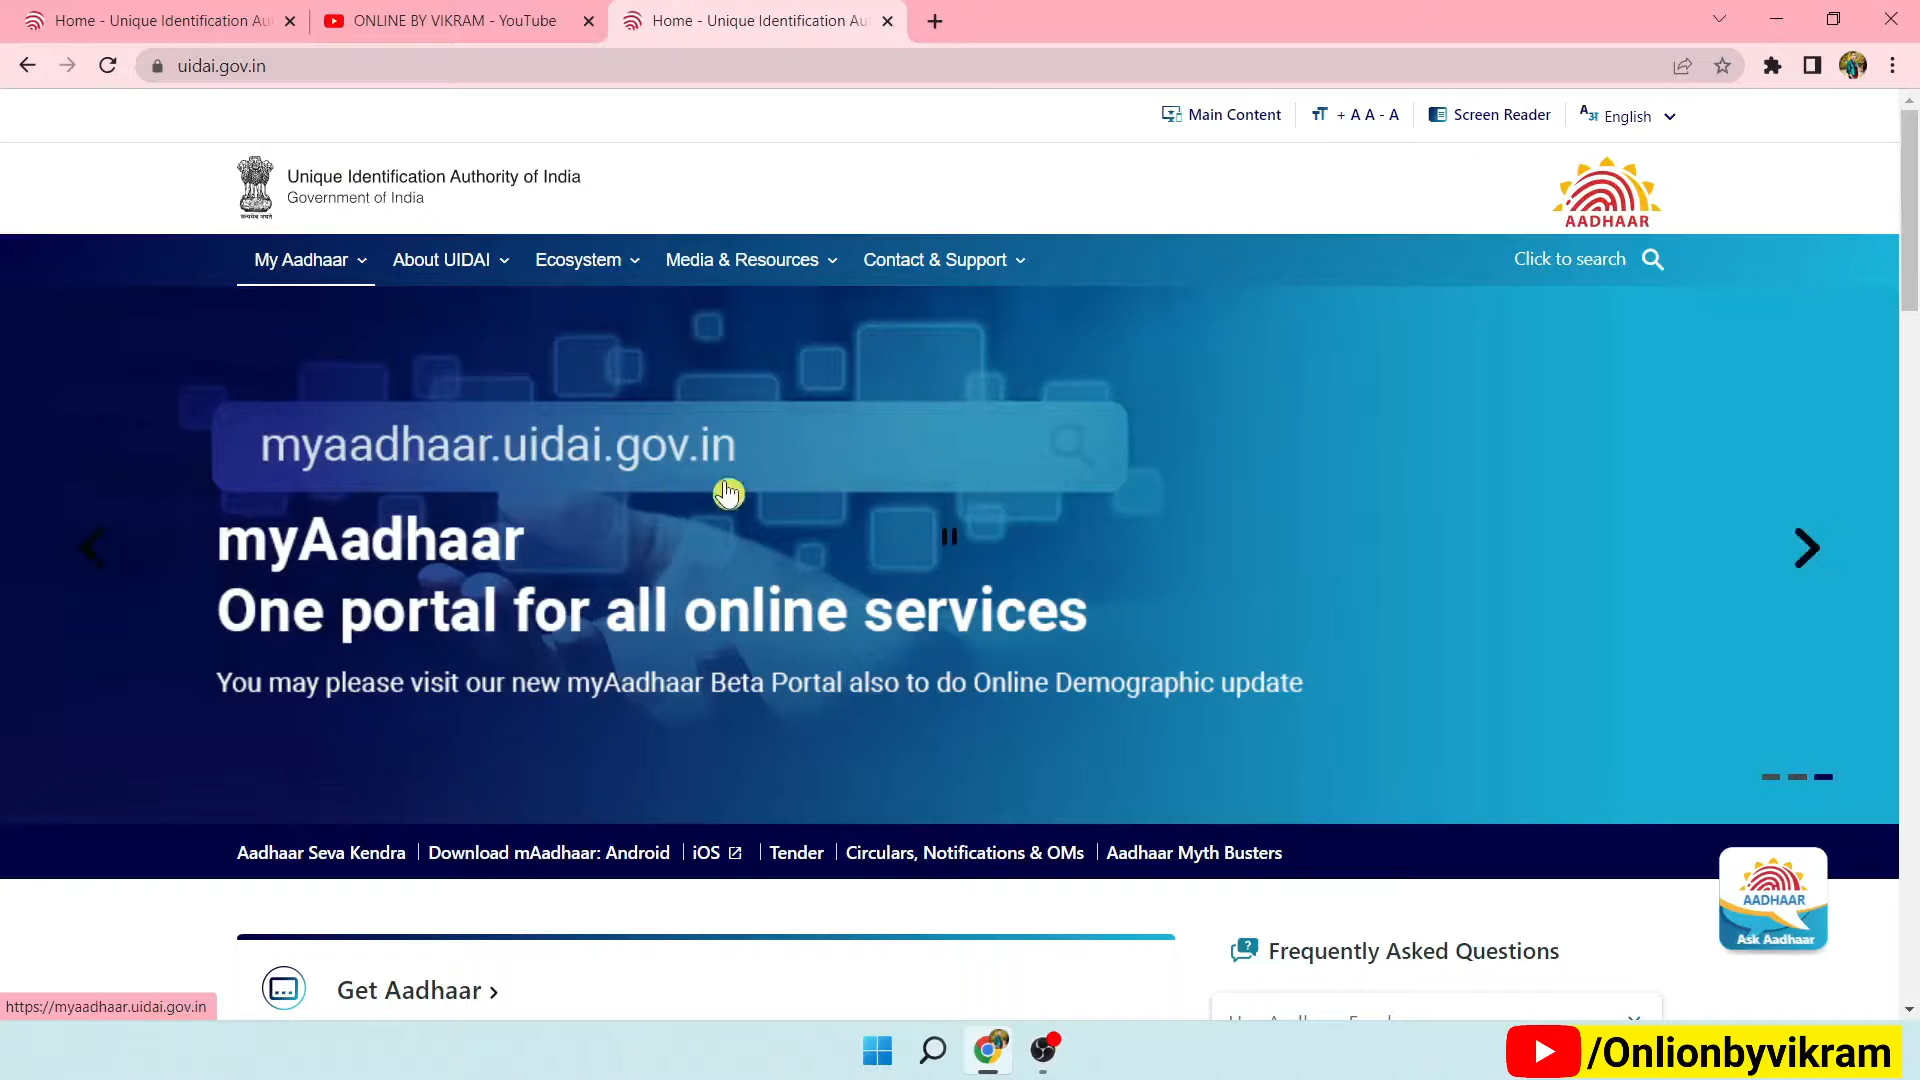 Home - Unique Identification Au
ONLINE BY VIKRAM - YouTube
Home - Unique Identification Au
uidai.gov.in
Main Content
+ A A - A
Screen Reader
English
Unique Identification Authority of India
Government of India
AADHAAR
My Aadhaar
About UIDAI
Ecosystem
Media & Resources
Contact & Support
Click to search
myaadhaar.uidai.gov.in
myAadhaar
One portal for all online services
You may please visit our new myAadhaar Beta Portal also to do Online Demographic update
Aadhaar Seva Kendra
Download mAadhaar: Android
iOS
Tender
Circulars, Notifications & OMs
Aadhaar Myth Busters
AADHAAR
Ask Aadhaar
Get Aadhaar
Frequently Asked Questions
https://myaadhaar.uidai.gov.in
/Onlionbyvikram